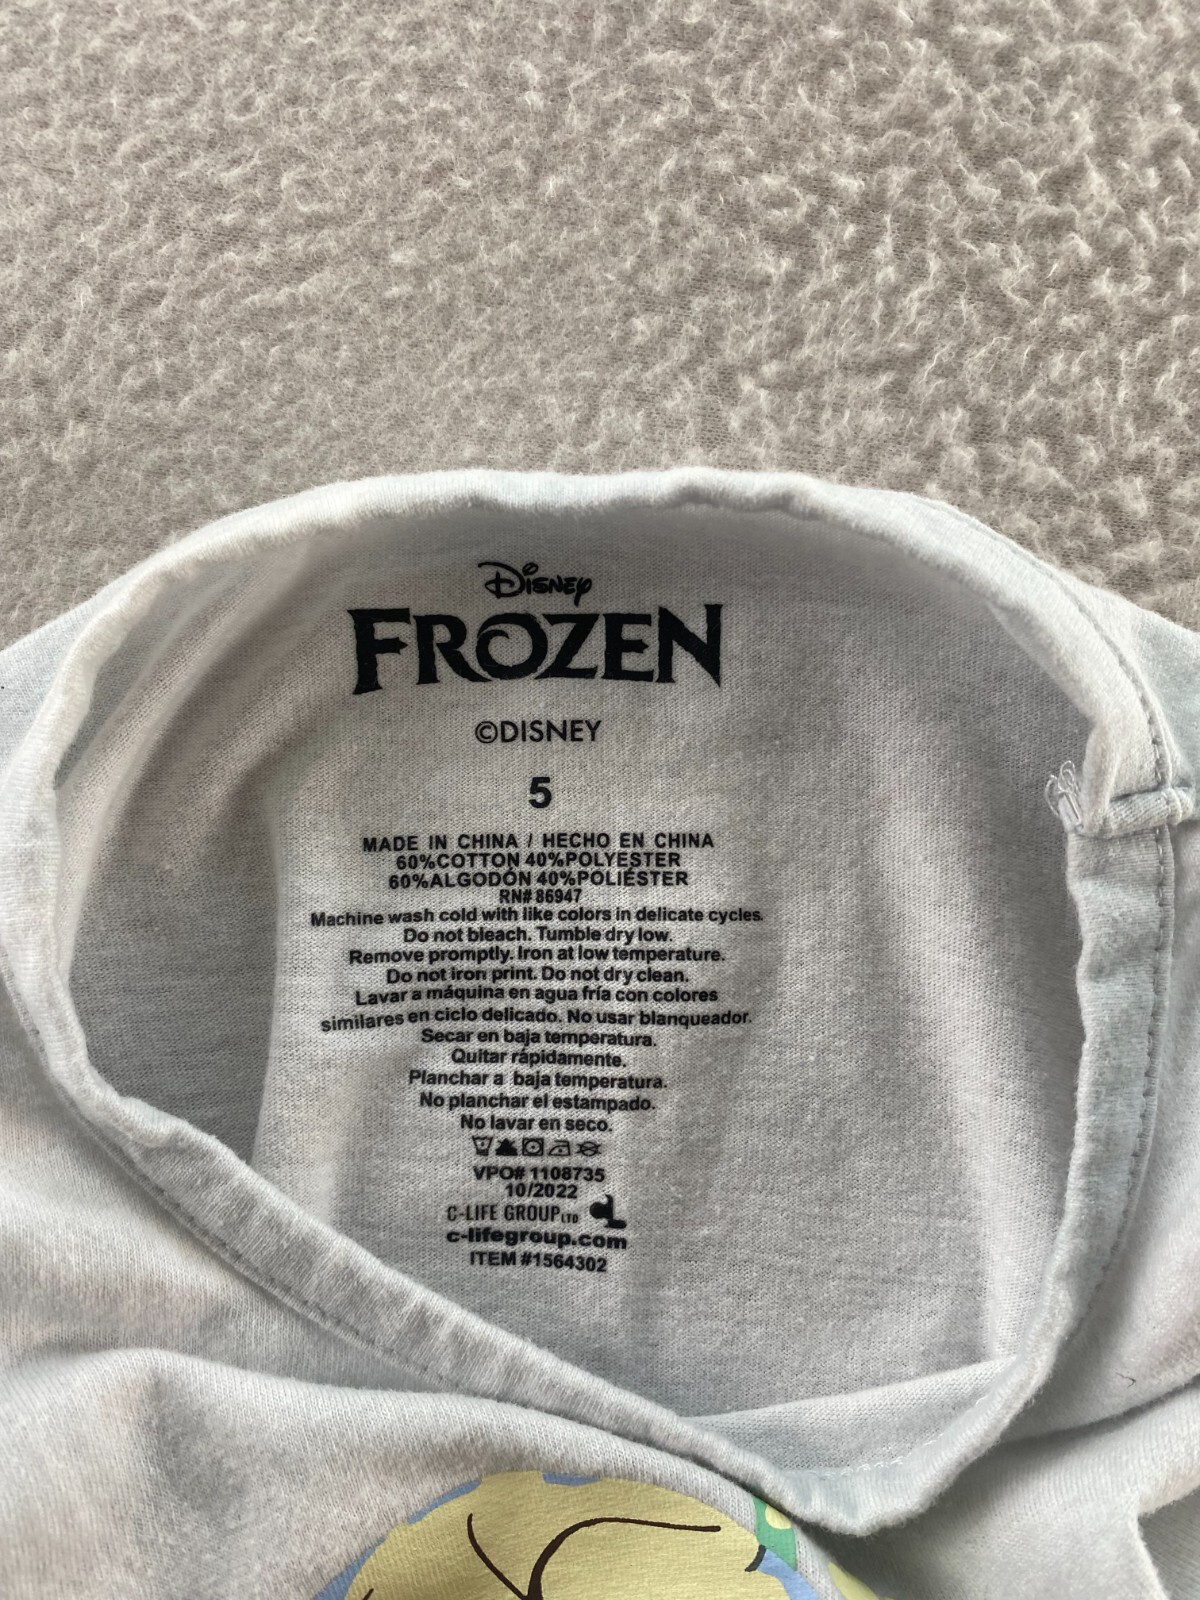 Disney
FROZEN
©DISNEY
5
MADE IN CHINA / HECHO EN CHINA
60%COTTON 40%POLYESTER
60%ALGODÓN 40%POLIÉSTER
RN# 86947
Machine wash cold with like colors in delicate cycles.
Do not bleach. Tumble dry low.
Remove promptly. Iron at low temperature.
Do not iron print. Do not dry clean.
Lavar a máquina en agua fría con colores
similares en ciclo delicado. No usar blanqueador.
Secar en baja temperatura.
Quitar rápidamente.
Planchar a baja temperatura.
No planchar el estampado.
No lavar en seco.
VPO# 1108735
10/2022
C-LIFE GROUP LTD
c-lifegroup.com
ITEM #1564302